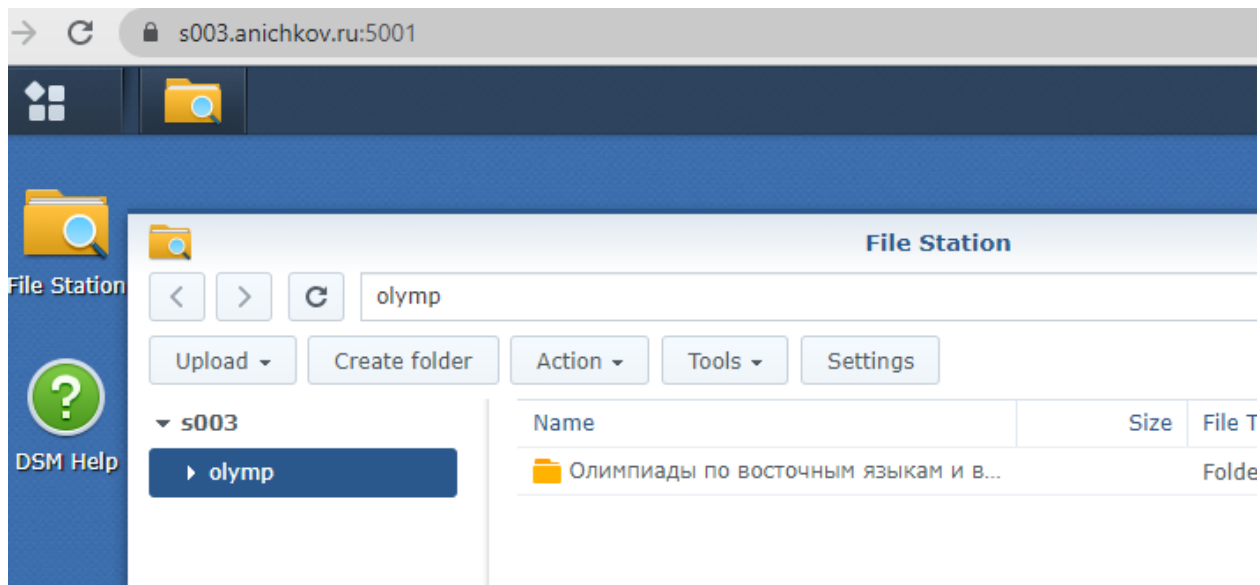 s003.anichkov.ru:5001
File Station
File Station
olymp
Upload Create folder Action Tools Settings
s003
Name Size File T
olymp
Олимпиады по восточным языкам и в... Folde
DSM Help